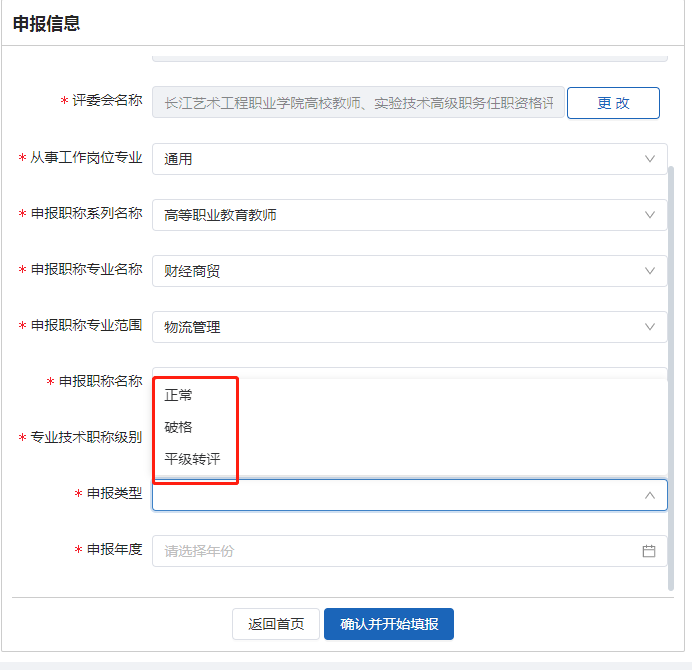 申报信息
* 评委会名称 长江艺术工程职业学院高校教师、实验技术高级职务任职资格评 更 改
* 从事工作岗位专业 通用
* 申报职称系列名称 高等职业教育教师
* 申报职称专业名称 财经商贸
* 申报职称专业范围 物流管理
* 申报职称名称
正常
破格
* 专业技术职称级别
平级转评
* 申报类型
* 申报年度 请选择年份
返回首页 确认并开始填报